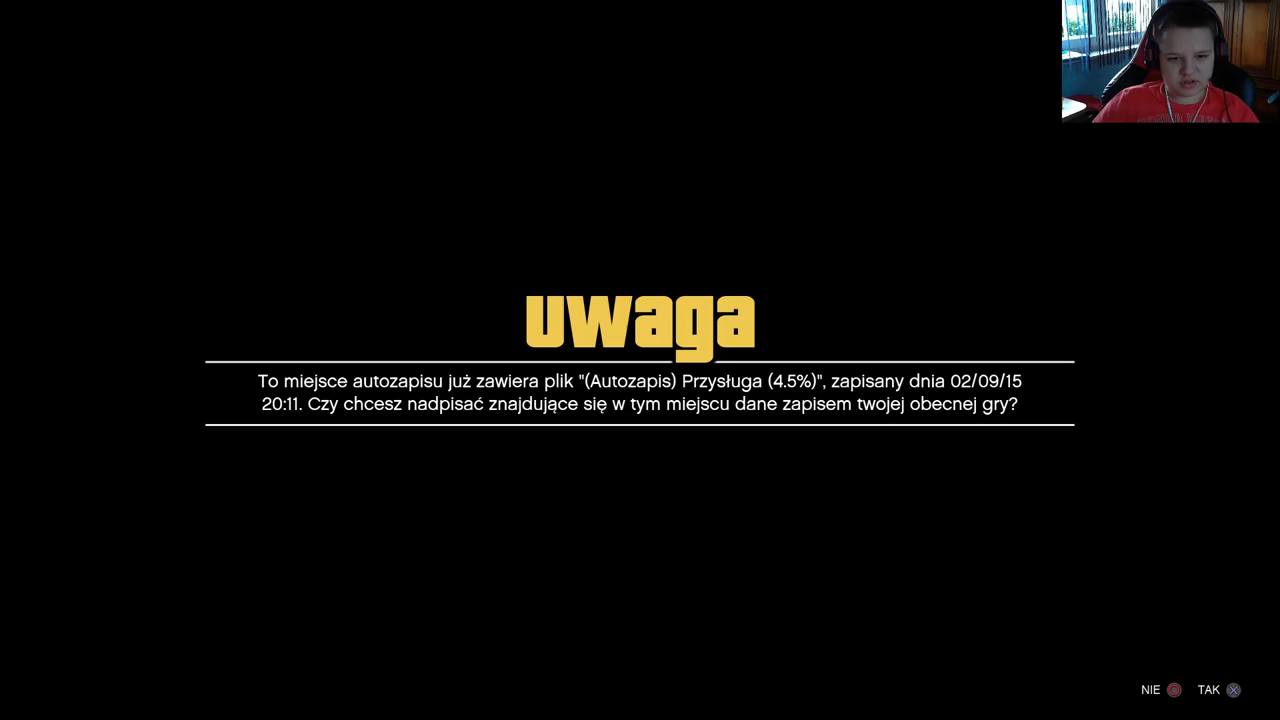 uwaga
To miejsce autozapisu już zawiera plik "(Autozapis) Przysługa (4.5%)", zapisany dnia 02/09/15
20:11. Czy chcesz nadpisać znajdujące się w tym miejscu dane zapisem twojej obecnej gry?
NIE TAK